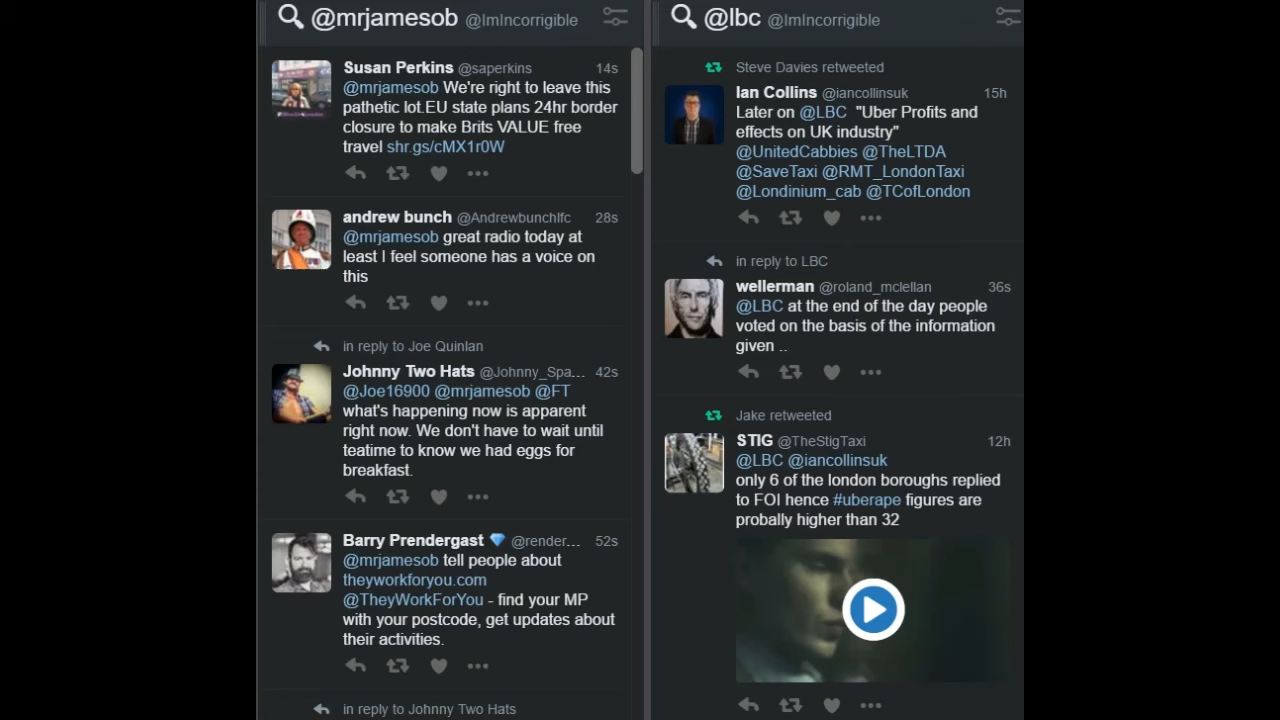 @mrjamesob @ImIncorrigible
Susan Perkins @saperkins 14s
@mrjamesob We're right to leave this
pathetic lot.EU state plans 24hr border
closure to make Brits VALUE free
travel shr.gs/cMX1r0W
andrew bunch @Andrewbunchlfc 28s
@mrjamesob great radio today at
least I feel someone has a voice on
this
in reply to Joe Quinlan
Johnny Two Hats @Johnny_Spa... 42s
@Joe16900 @mrjamesob @FT
what's happening now is apparent
right now. We don't have to wait until
teatime to know we had eggs for
breakfast.
Barry Prendergast @render... 52s
@mrjamesob tell people about
theyworkforyou.com
@TheyWorkForYou - find your MP
with your postcode, get updates about
their activities.
in reply to Johnny Two Hats
@lbc @ImIncorrigible
Steve Davies retweeted
Ian Collins @iancollinsuk 15h
Later on @LBC "Uber Profits and
effects on UK industry"
@UnitedCabbies @TheLTDA
@SaveTaxi @RMT_LondonTaxi
@Londinium_cab @TCofLondon
in reply to LBC
wellerman @roland_mclellan 36s
@LBC at the end of the day people
voted on the basis of the information
given ..
Jake retweeted
STIG @TheStigTaxi 12h
@LBC @iancollinsuk
only 6 of the london boroughs replied
to FOI hence #uberape figures are
probally higher than 32